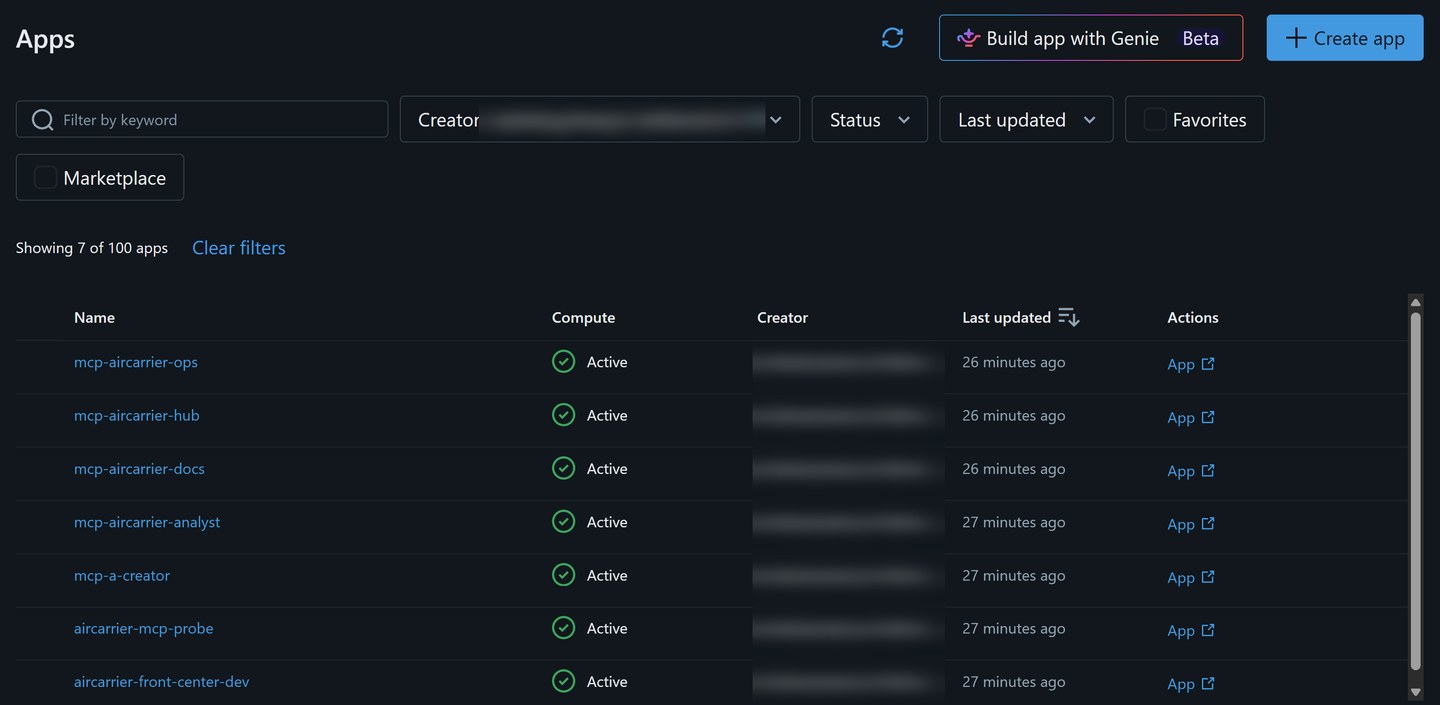 Apps
Build app with Genie Beta
Create app
Filter by keyword
Creator
Status
Last updated
Favorites
Marketplace
Showing 7 of 100 apps Clear filters
Name Compute Creator Last updated Actions
mcp-aircarrier-ops Active 26 minutes ago App
mcp-aircarrier-hub Active 26 minutes ago App
mcp-aircarrier-docs Active 26 minutes ago App
mcp-aircarrier-analyst Active 27 minutes ago App
mcp-a-creator Active 27 minutes ago App
aircarrier-mcp-probe Active 27 minutes ago App
aircarrier-front-center-dev Active 27 minutes ago App